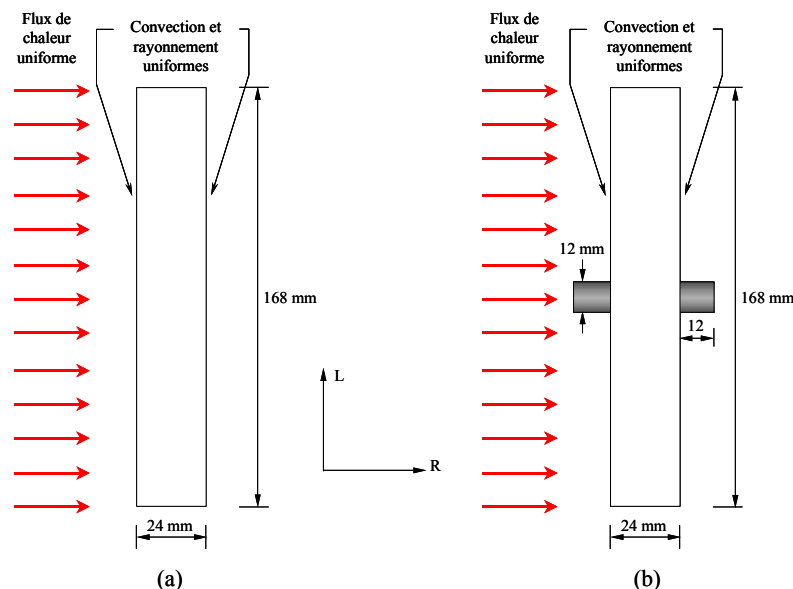 Flux de
chaleur
uniforme
Convection et
rayonnement
uniformes
168 mm
24 mm
(a)
L
R
Flux de
chaleur
uniforme
Convection et
rayonnement
uniformes
12 mm
168 mm
12
24 mm
(b)